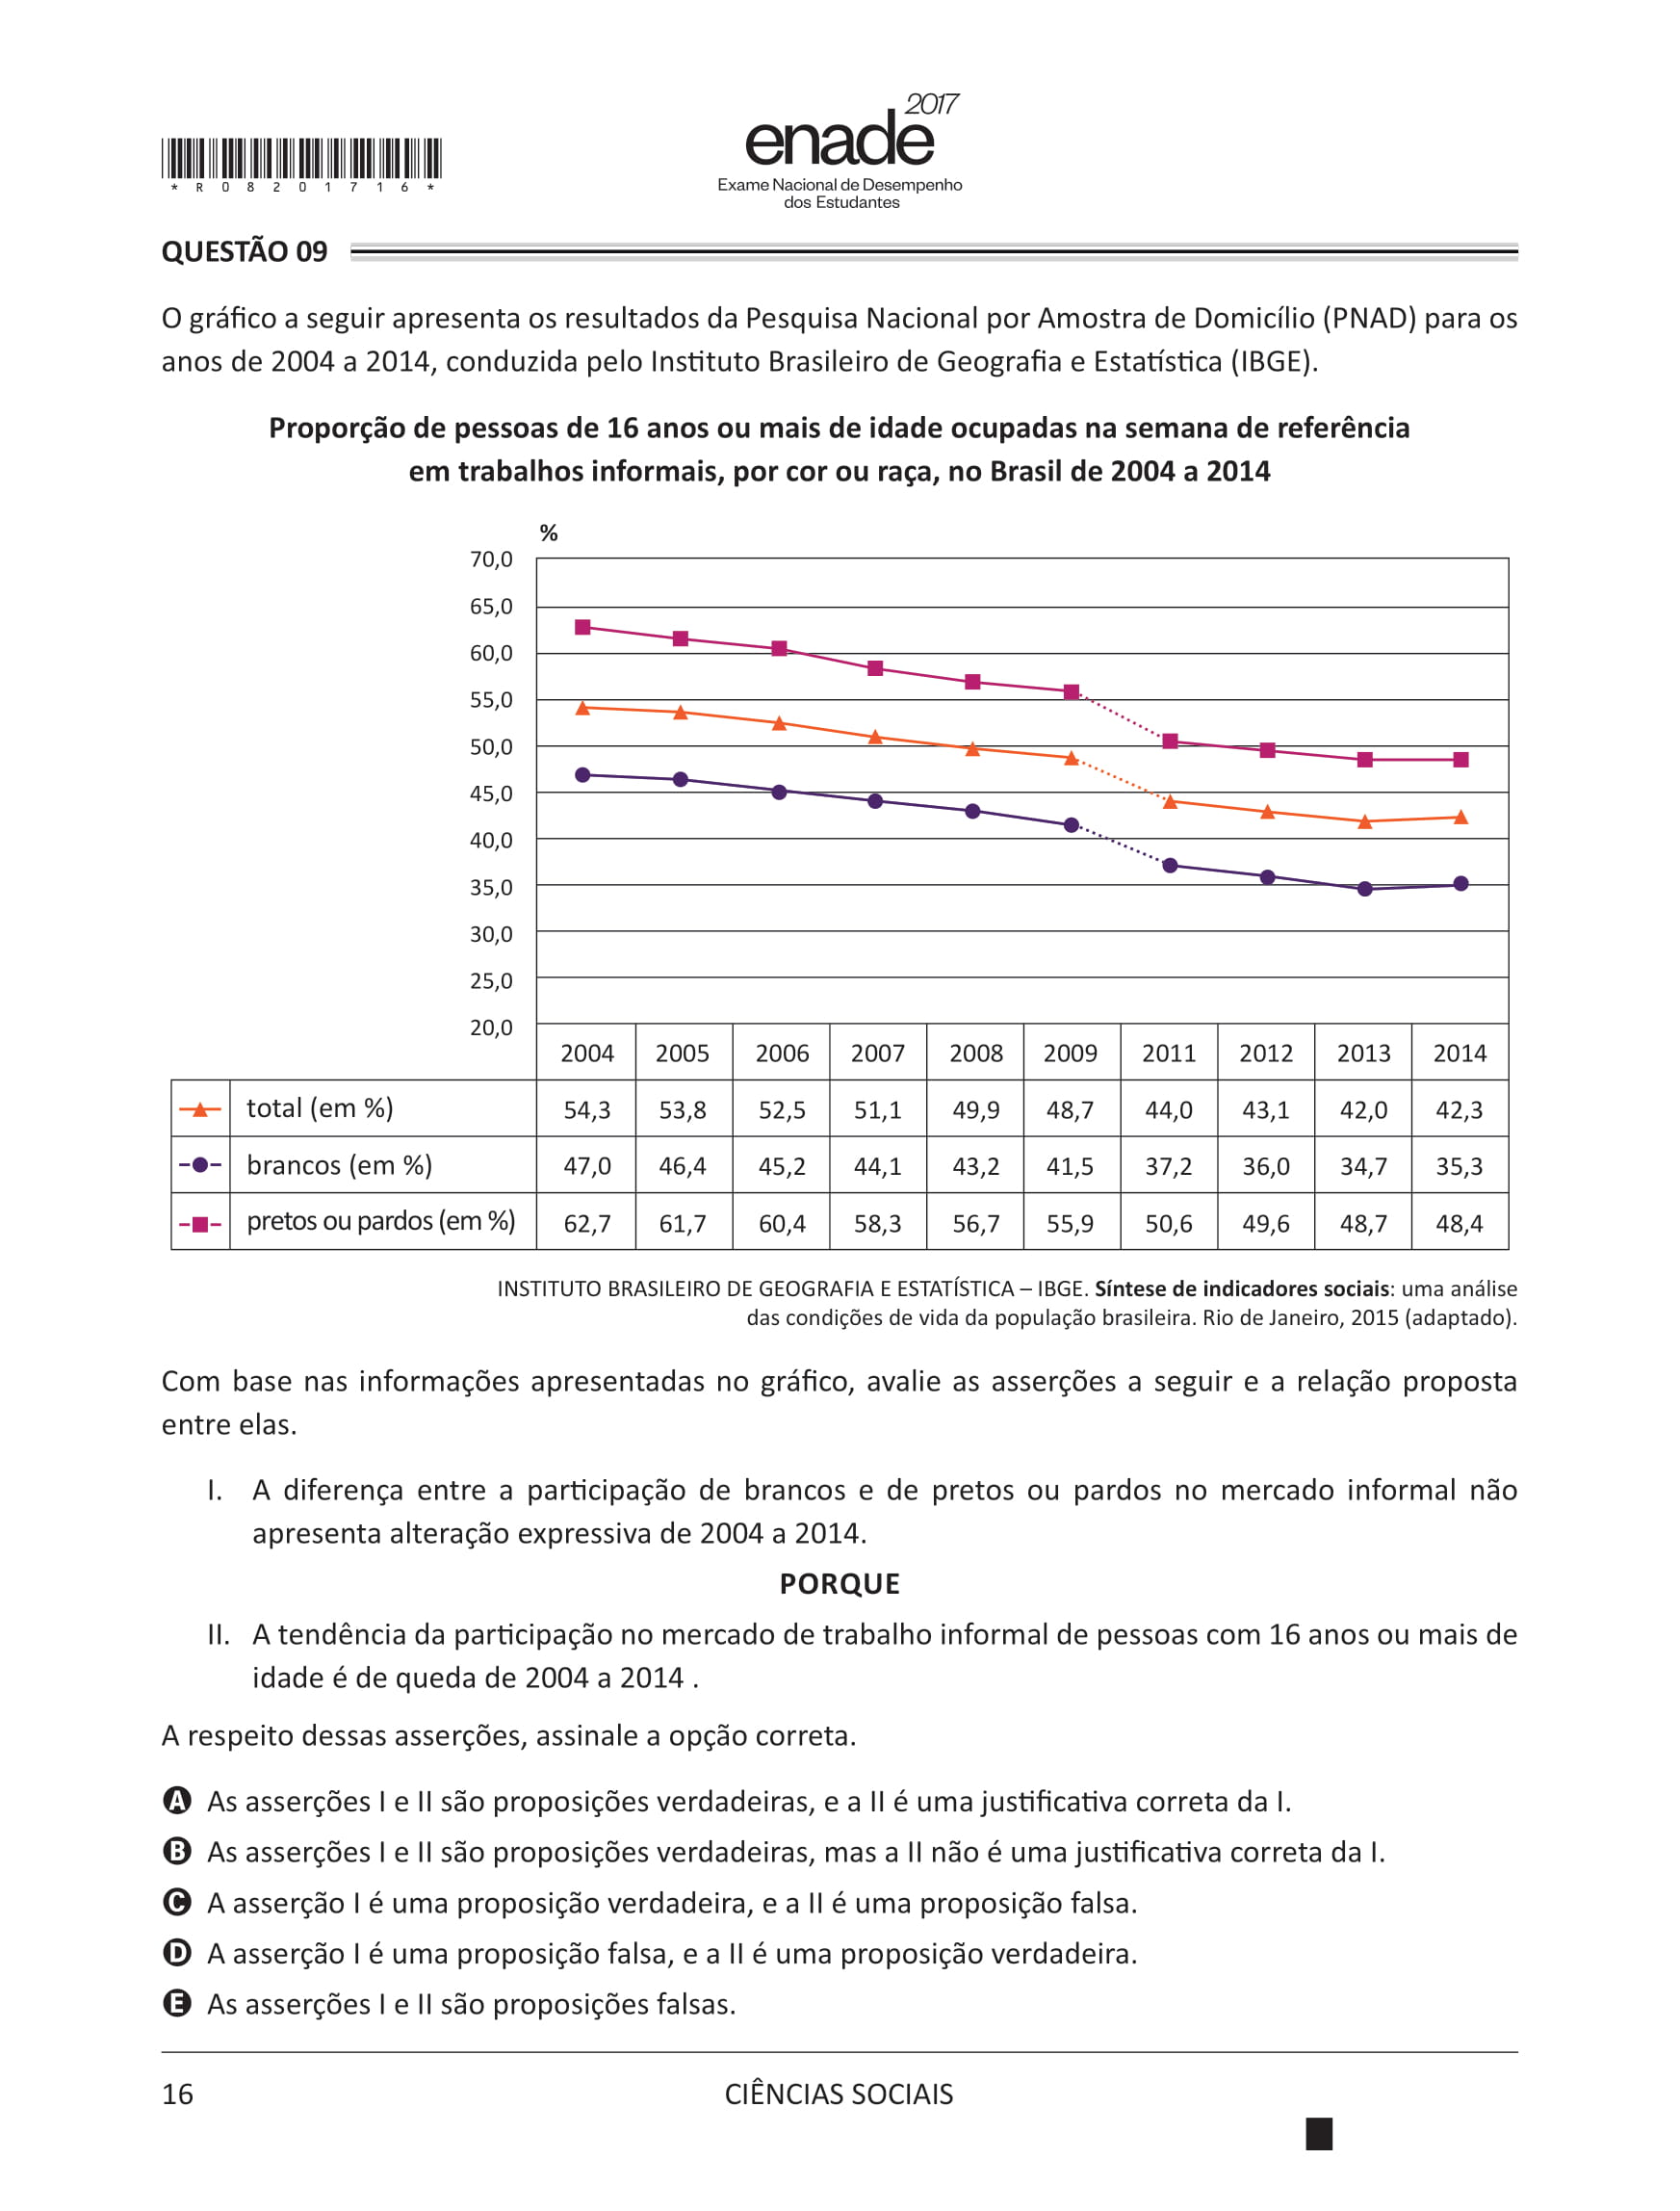 2017
enade
Exame Nacional de Desempenho
dos Estudantes
* R 0 8 2 0 1 7 1 6 *
QUESTÃO 09
O gráfico a seguir apresenta os resultados da Pesquisa Nacional por Amostra de Domicílio (PNAD) para os
anos de 2004 a 2014, conduzida pelo Instituto Brasileiro de Geografia e Estatística (IBGE).
Proporção de pessoas de 16 anos ou mais de idade ocupadas na semana de referência
em trabalhos informais, por cor ou raça, no Brasil de 2004 a 2014
%
70,0
65,0
60,0
55,0
50,0
45,0
40,0
35,0
30,0
25,0
20,0
2004 2005 2006 2007 2008 2009 2011 2012 2013 2014
total (em %) 54,3 53,8 52,5 51,1 49,9 48,7 44,0 43,1 42,0 42,3
brancos (em %) 47,0 46,4 45,2 44,1 43,2 41,5 37,2 36,0 34,7 35,3
pretos ou pardos (em %) 62,7 61,7 60,4 58,3 56,7 55,9 50,6 49,6 48,7 48,4
INSTITUTO BRASILEIRO DE GEOGRAFIA E ESTATÍSTICA – IBGE. Síntese de indicadores sociais: uma análise
das condições de vida da população brasileira. Rio de Janeiro, 2015 (adaptado).
Com base nas informações apresentadas no gráfico, avalie as asserções a seguir e a relação proposta
entre elas.
I. A diferença entre a participação de brancos e de pretos ou pardos no mercado informal não
apresenta alteração expressiva de 2004 a 2014.
PORQUE
II. A tendência da participação no mercado de trabalho informal de pessoas com 16 anos ou mais de
idade é de queda de 2004 a 2014 .
A respeito dessas asserções, assinale a opção correta.
A As asserções I e II são proposições verdadeiras, e a II é uma justificativa correta da I.
B As asserções I e II são proposições verdadeiras, mas a II não é uma justificativa correta da I.
C A asserção I é uma proposição verdadeira, e a II é uma proposição falsa.
D A asserção I é uma proposição falsa, e a II é uma proposição verdadeira.
E As asserções I e II são proposições falsas.
16
CIÊNCIAS SOCIAIS